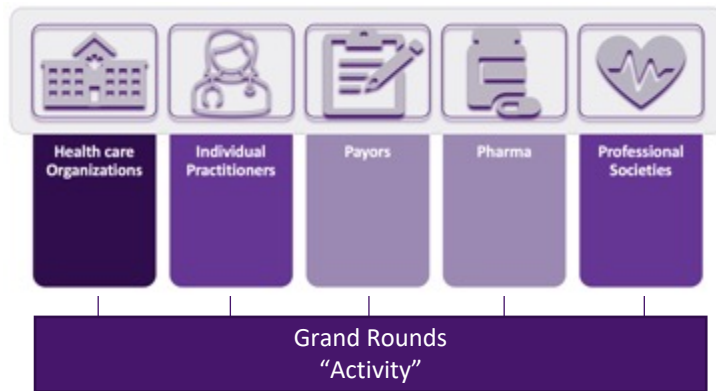 Health care
Organizations
Individual
Practitioners
Payors
Pharma
Professional
Societies
Grand Rounds
“Activity”